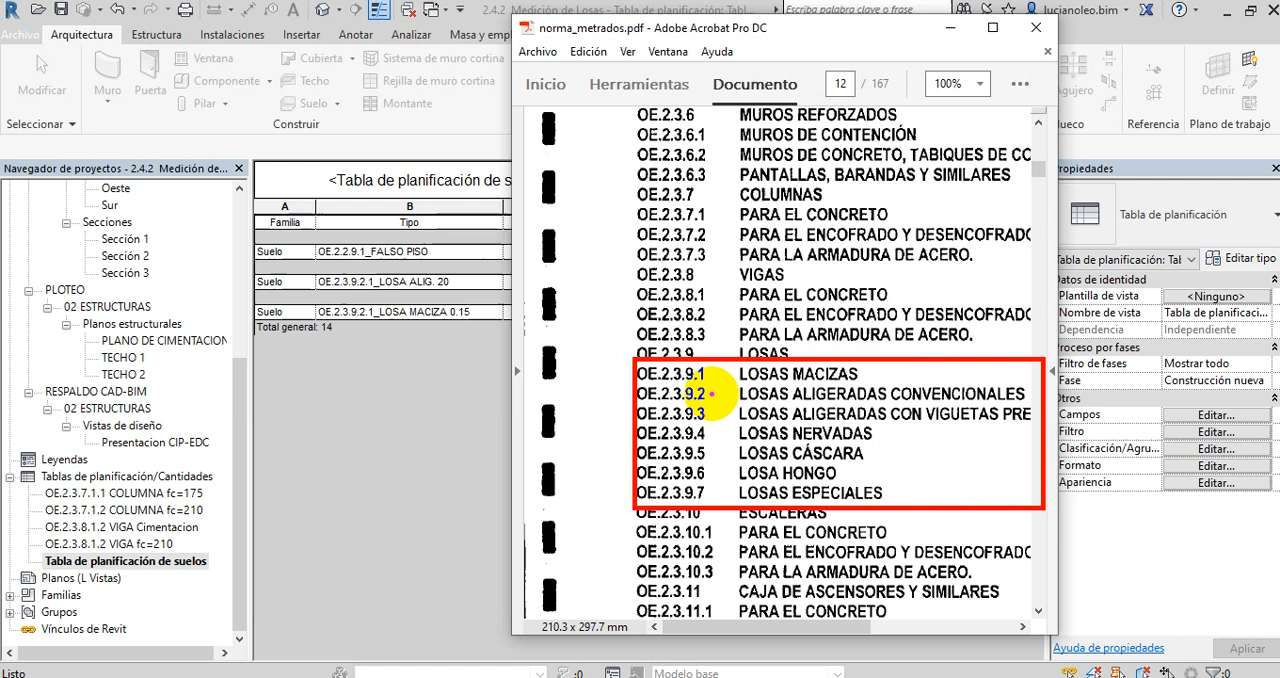 2.4.2 Medición de Losas - Tabla de planificación: Tabla de planificac...
Escriba palabra clave o frase
lucianoleo.bim
Archivo Arquitectura Estructura Instalaciones Insertar Anotar Analizar Masa y emp
Modificar
Muro
Puerta
Ventana
Componente
Pilar
Cubierta
Techo
Suelo
Sistema de muro cortina
Rejilla de muro cortina
Montante
Agujero
Definir
Seleccionar
Construir
Hueco
Referencia
Plano de trabajo
Navegador de proyectos - 2.4.2 Medición de...
Oeste
Sur
Secciones
Sección 1
Sección 2
Sección 3
PLOTEO
02 ESTRUCTURAS
Planos estructurales
PLANO DE CIMENTACION
TECHO 1
TECHO 2
RESPALDO CAD-BIM
02 ESTRUCTURAS
Vistas de diseño
Presentacion CIP-EDC
Leyendas
Tablas de planificación/Cantidades
OE.2.3.7.1.1 COLUMNA fc=175
OE.2.3.7.1.2 COLUMNA fc=210
OE.2.3.8.1.2 VIGA Cimentacion
OE.2.3.8.1.2 VIGA fc=210
Tabla de planificación de suelos
Planos (L Vistas)
Familias
Grupos
Vínculos de Revit
<Tabla de planificación de s
A B
Familia Tipo
Suelo OE.2.2.9.1_FALSO PISO
Suelo OE.2.3.9.2.1_LOSA ALIG. 20
Suelo OE.2.3.9.2.1_LOSA MACIZA 0.15
Total general: 14
norma_metrados.pdf - Adobe Acrobat Pro DC
Archivo Edición Ver Ventana Ayuda
Inicio Herramientas Documento 12 / 167 100%
OE.2.3.6 MUROS REFORZADOS
OE.2.3.6.1 MUROS DE CONTENCIÓN
OE.2.3.6.2 MUROS DE CONCRETO, TABIQUES DE CO
OE.2.3.6.3 PANTALLAS, BARANDAS Y SIMILARES
OE.2.3.7 COLUMNAS
OE.2.3.7.1 PARA EL CONCRETO
OE.2.3.7.2 PARA EL ENCOFRADO Y DESENCOFRADO
OE.2.3.7.3 PARA LA ARMADURA DE ACERO.
OE.2.3.8 VIGAS
OE.2.3.8.1 PARA EL CONCRETO
OE.2.3.8.2 PARA EL ENCOFRADO Y DESENCOFRADO
OE.2.3.8.3 PARA LA ARMADURA DE ACERO.
OE.2.3.9 LOSAS
OE.2.3.9.1 LOSAS MACIZAS
OE.2.3.9.2 LOSAS ALIGERADAS CONVENCIONALES
OE.2.3.9.3 LOSAS ALIGERADAS CON VIGUETAS PRE
OE.2.3.9.4 LOSAS NERVADAS
OE.2.3.9.5 LOSAS CÁSCARA
OE.2.3.9.6 LOSA HONGO
OE.2.3.9.7 LOSAS ESPECIALES
OE.2.3.10 ESCALERAS
OE.2.3.10.1 PARA EL CONCRETO
OE.2.3.10.2 PARA EL ENCOFRADO Y DESENCOFRADO
OE.2.3.10.3 PARA LA ARMADURA DE ACERO.
OE.2.3.11 CAJA DE ASCENSORES Y SIMILARES
OE.2.3.11.1 PARA EL CONCRETO
210.3 x 297.7 mm
Propiedades
Tabla de planificación
Tabla de planificación: Tal Editar tipo
Datos de identidad
Plantilla de vista <Ninguno>
Nombre de vista Tabla de planificaci...
Dependencia Independiente
Proceso por fases
Filtro de fases Mostrar todo
Fase Construcción nueva
Otros
Campos Editar...
Filtro Editar...
Clasificación/Agru... Editar...
Formato Editar...
Apariencia Editar...
Ayuda de propiedades Aplicar
Listo
:0
Modelo base
:0